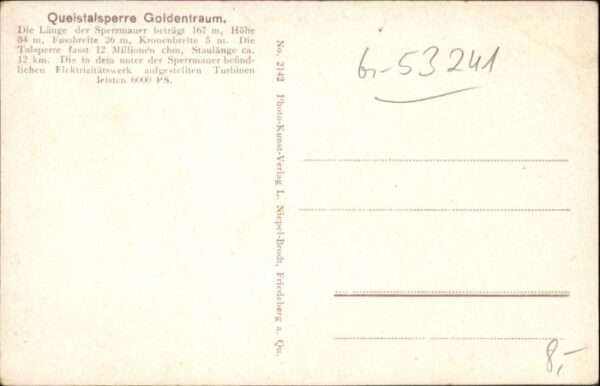 Queistalsperre Goldentraum.
Die Länge der Sperrmauer beträgt 167 m, Höhe
34 m, Fussbreite 26 m, Kronenbreite 5 m. Die
Talsperre fasst 12 Millionen cbm, Staulänge ca.
12 km. Die in dem unter der Sperrmauer befind-
lichen Elektrizitätswerk aufgestellten Turbinen
leisten 6000 PS.
No. 2142 Photo-Kunst-Verlag L. Niepel-Brodt, Friedeberg a. Qu.
6-53241
8,-